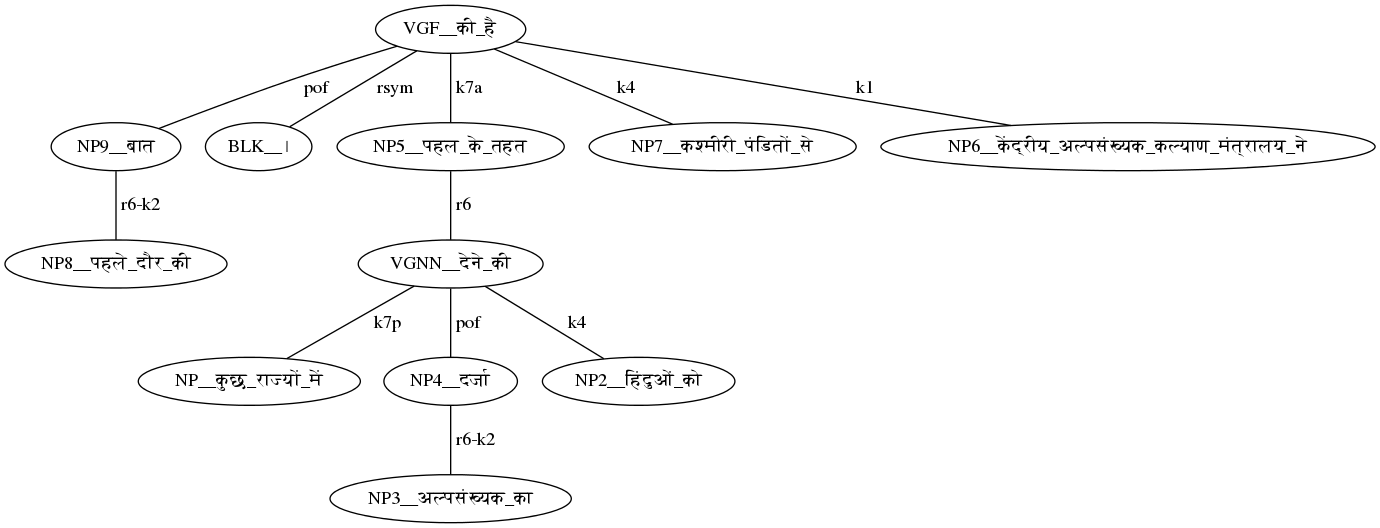 VGF__की_है
pof rsym k7a k4 k1
NP9__बात BLK__। NP5__पहल_के_तहत NP7__कश्मीरी_पंडितों_से NP6__केंद्रीय_अल्पसंख्यक_कल्याण_मंत्रालय_ने
r6-k2 r6
NP8__पहले_दौर_की VGNN__देने_की
k7p pof k4
NP__कुछ_राज्यों_में NP4__दर्जा NP2__हिंदुओं_को
r6-k2
NP3__अल्पसंख्यक_का